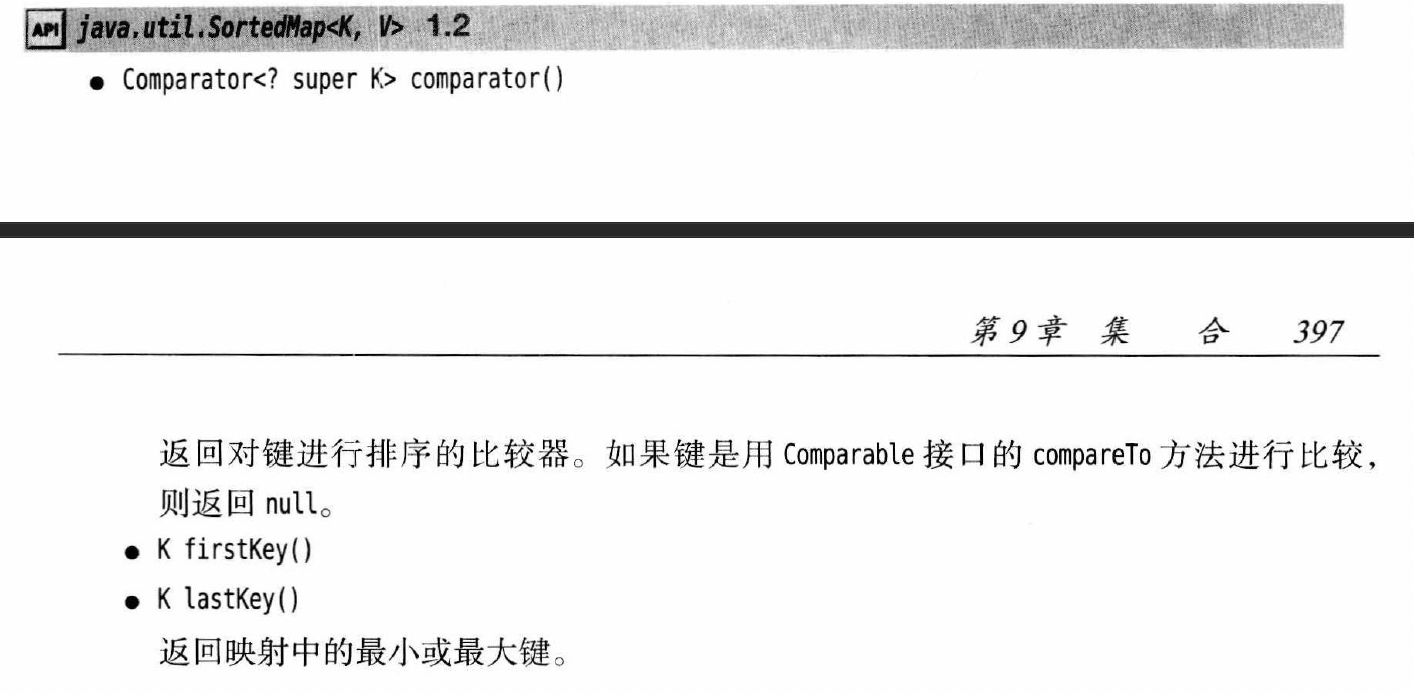 API java.util.SortedMap<K, V> 1.2
● Comparator<? super K> comparator()
第9章 集 合 397
返回对键进行排序的比较器。如果键是用 Comparable 接口的 compareTo 方法进行比较，
则返回 null。
● K firstKey()
● K lastKey()
返回映射中的最小或最大键。